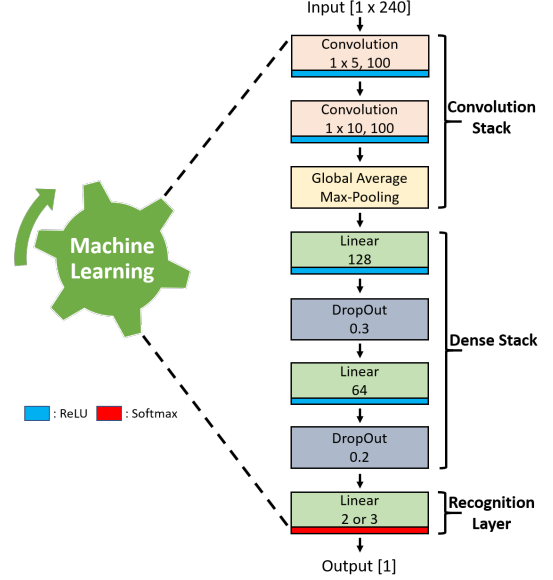 Input [1 x 240]
Convolution
1 x 5, 100
Convolution
1 x 10, 100
Convolution
Stack
Global Average
Max-Pooling
Linear
128
Machine
Learning
DropOut
0.3
Dense Stack
Linear
64
: ReLU
: Softmax
DropOut
0.2
Linear
2 or 3
Recognition
Layer
Output [1]